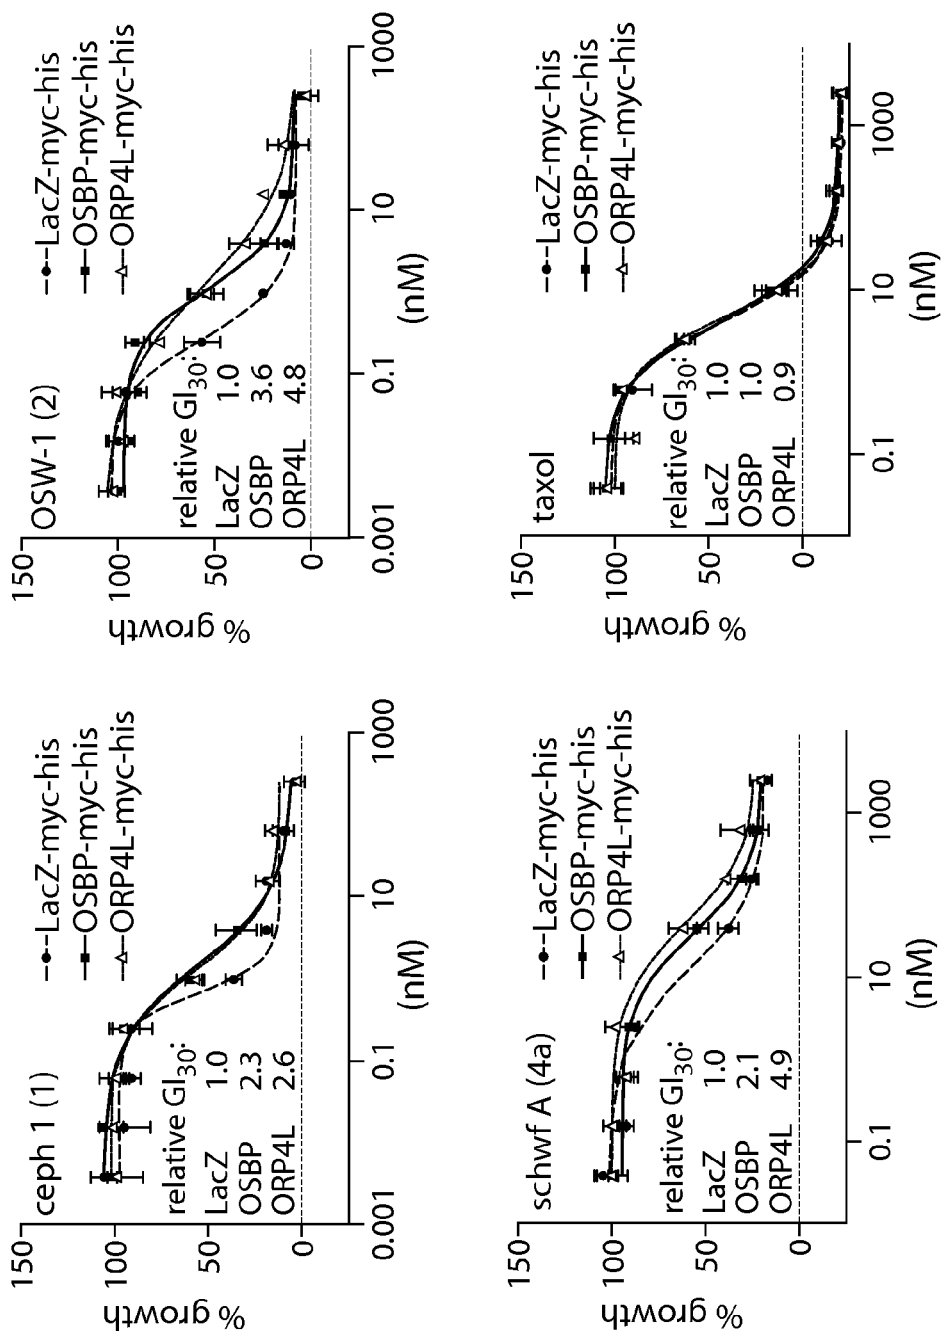 ceph 1 (1)
LacZ-myc-his
OSBP-myc-his
ORP4L-myc-his
150
100
50
0
% growth
relative GI30:
LacZ 1.0
OSBP 2.3
ORP4L 2.6
0.001 0.1 10 1000
(nM)
OSW-1 (2)
LacZ-myc-his
OSBP-myc-his
ORP4L-myc-his
150
100
50
0
% growth
relative GI30:
LacZ 1.0
OSBP 3.6
ORP4L 4.8
0.001 0.1 10 1000
(nM)
schwf A (4a)
LacZ-myc-his
OSBP-myc-his
ORP4L-myc-his
150
100
50
0
% growth
relative GI30:
LacZ 1.0
OSBP 2.1
ORP4L 4.9
0.1 10 1000
(nM)
taxol
LacZ-myc-his
OSBP-myc-his
ORP4L-myc-his
150
100
50
0
% growth
relative GI30:
LacZ 1.0
OSBP 1.0
ORP4L 0.9
0.1 10 1000
(nM)